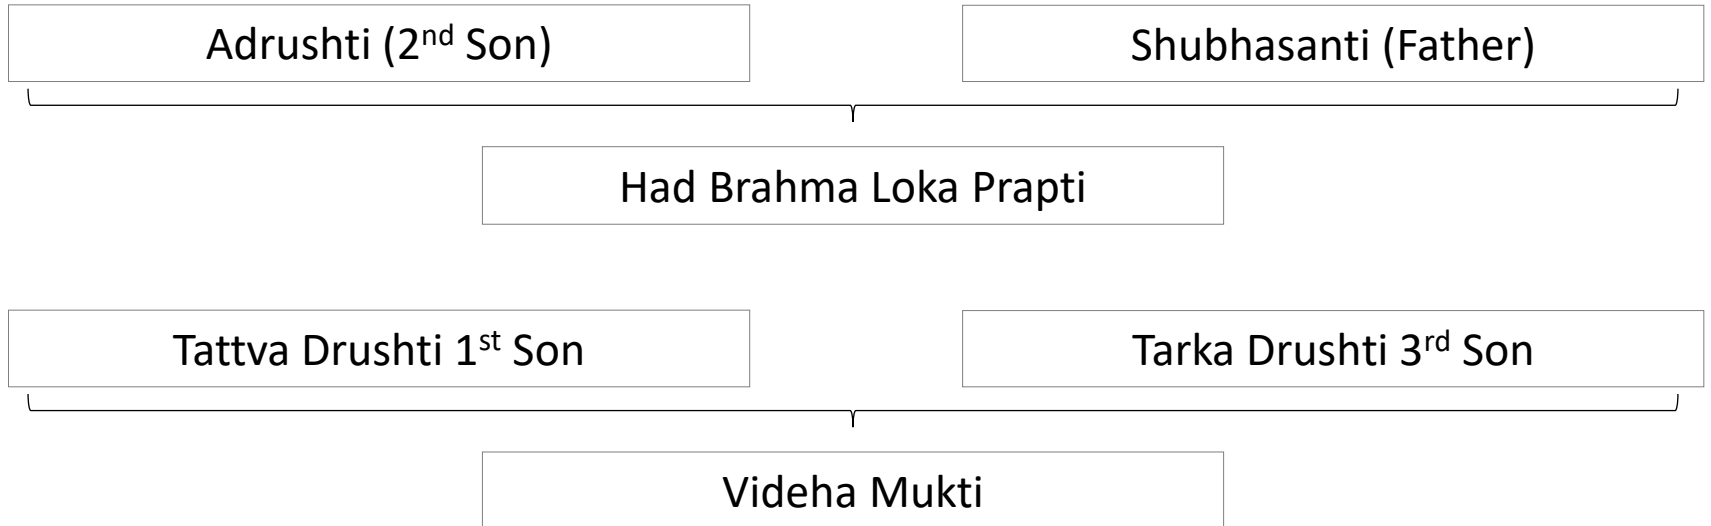 Adrushti (2nd Son)
Shubhasanti (Father)
Had Brahma Loka Prapti
Tattva Drushti 1st Son
Tarka Drushti 3rd Son
Videha Mukti